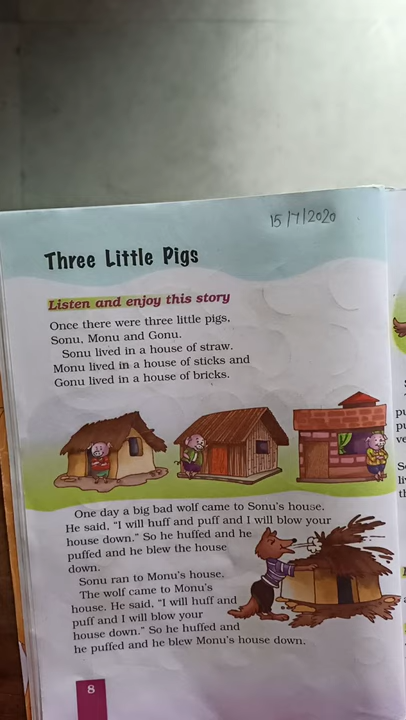 15/7/2020
Three Little Pigs
Listen and enjoy this story
Once there were three little pigs,
Sonu, Monu and Gonu.
Sonu lived in a house of straw.
Monu lived in a house of sticks and
Gonu lived in a house of bricks.
One day a big bad wolf came to Sonu's house.
He said, "I will huff and puff and I will blow your
house down." So he huffed and he
puffed and he blew the house
down.
Sonu ran to Monu's house.
The wolf came to Monu's
house. He said, "I will huff and
puff and I will blow your
house down." So he huffed and
he puffed and he blew Monu's house down.
8